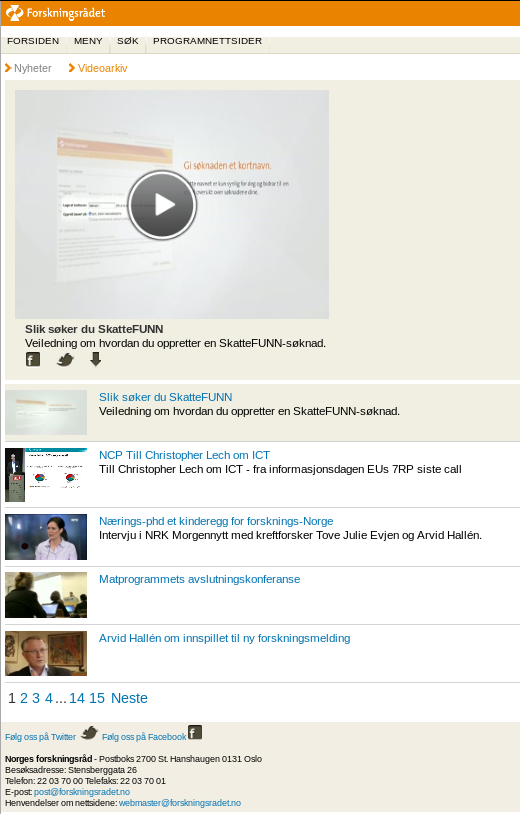 Forskningsrådet
FORSIDEN MENY SØK PROGRAMNETTSIDER
Nyheter Videoarkiv
Gi søknaden et kortnavn.
Slik søker du SkatteFUNN
Veiledning om hvordan du oppretter en SkatteFUNN-søknad.
Slik søker du SkatteFUNN
Veiledning om hvordan du oppretter en SkatteFUNN-søknad.
NCP Till Christopher Lech om ICT
Till Christopher Lech om ICT - fra informasjonsdagen EUs 7RP siste call
Nærings-phd et kinderegg for forsknings-Norge
Intervju i NRK Morgennytt med kreftforsker Tove Julie Evjen og Arvid Hallén.
Matprogrammets avslutningskonferanse
Arvid Hallén om innspillet til ny forskningsmelding
1 2 3 4 ... 14 15 Neste
Følg oss på Twitter Følg oss på Facebook
Norges forskningsråd - Postboks 2700 St. Hanshaugen 0131 Oslo
Besøksadresse: Stensberggata 26
Telefon: 22 03 70 00 Telefaks: 22 03 70 01
E-post: post@forskningsradet.no
Henvendelser om nettsidene: webmaster@forskningsradet.no